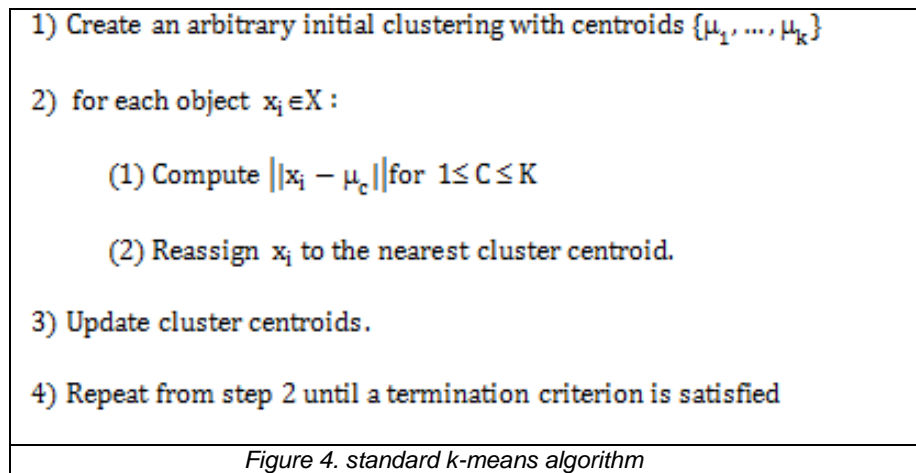 1) Create an arbitrary initial clustering with centroids {μ₁, ..., μₖ}
2) for each object xᵢ ∈X :
(1) Compute ||xᵢ − μ_c||for 1≤ C ≤ K
(2) Reassign xᵢ to the nearest cluster centroid.
3) Update cluster centroids.
4) Repeat from step 2 until a termination criterion is satisfied
Figure 4. standard k-means algorithm